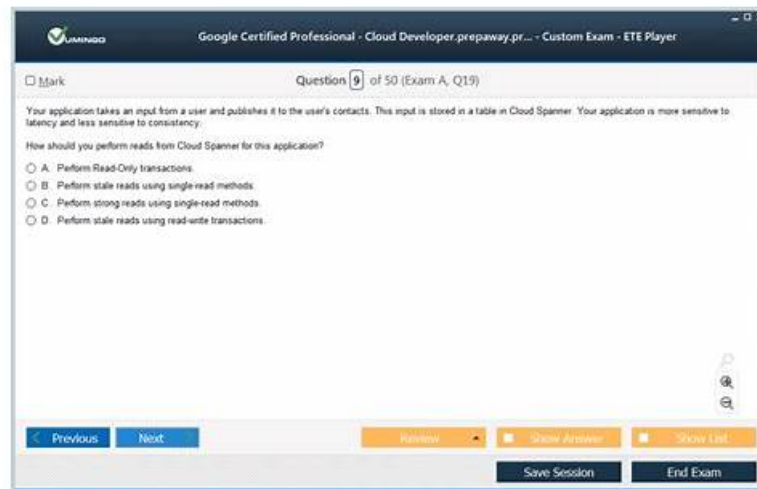 VUMINGO
Google Certified Professional - Cloud Developer.prepaway.pr... - Custom Exam - ETE Player
Mark
Question 9 of 50 (Exam A, Q19)
Your application takes an input from a user and publishes it to the user's contacts. This input is stored in a table in Cloud Spanner. Your application is more sensitive to
latency and less sensitive to consistency.
How should you perform reads from Cloud Spanner for this application?
A. Perform Read-Only transactions.
B. Perform stale reads using single-read methods.
C. Perform strong reads using single-read methods.
D. Perform stale reads using read-write transactions.
Previous
Next
Review
Show Answer
Show List
Save Session
End Exam